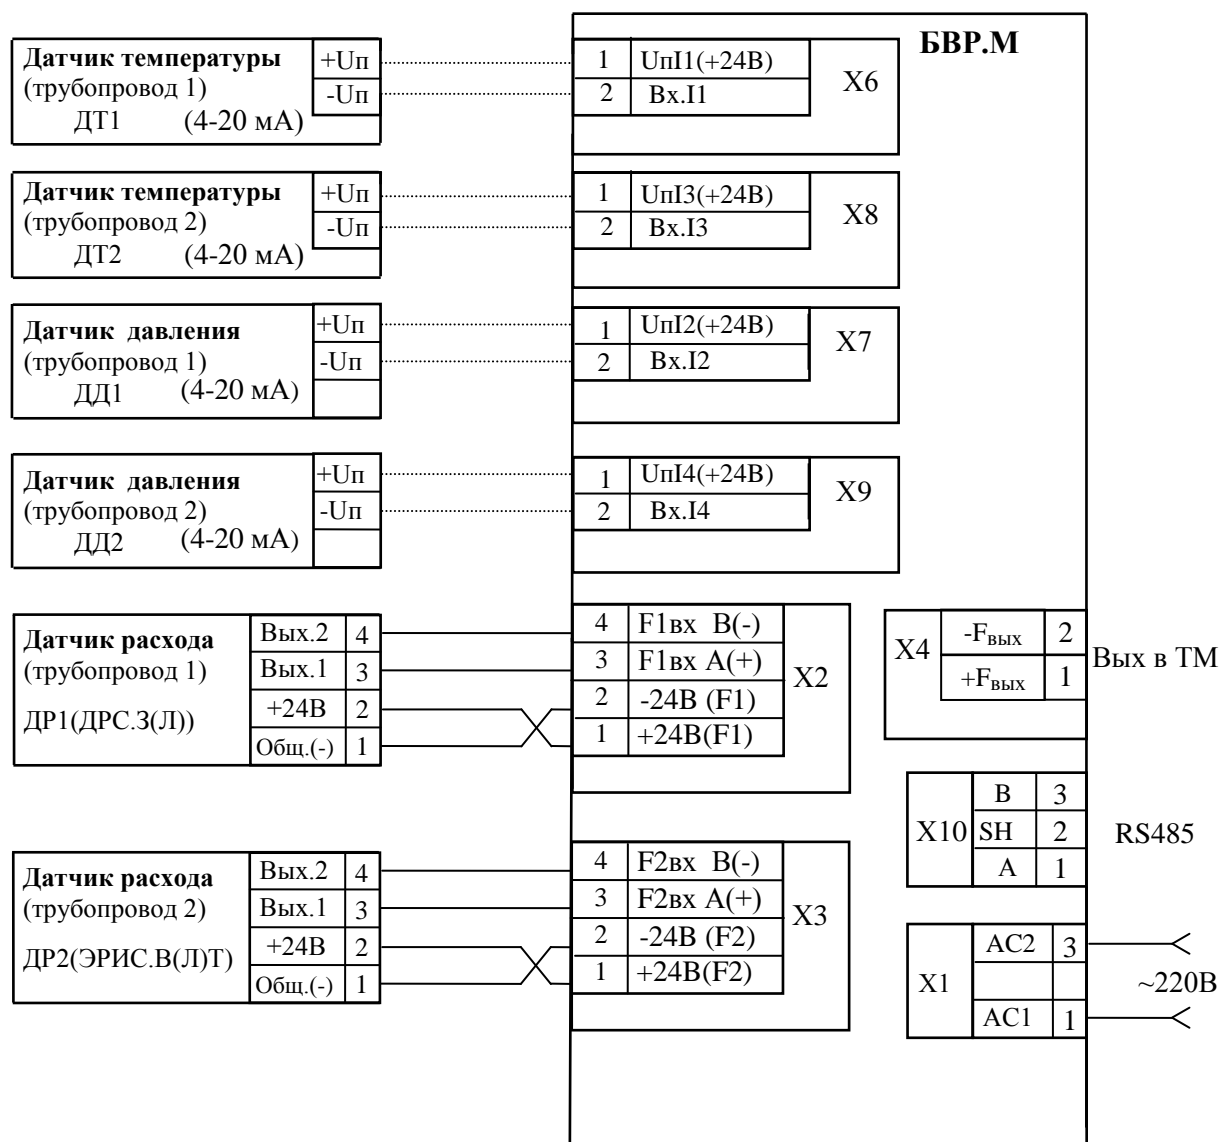 БВР.М
Датчик температуры +Uп 1 UпI1(+24В) X6
(трубопровод 1) -Uп 2 Вх.I1
ДТ1 (4-20 мА)
Датчик температуры +Uп 1 UпI3(+24В) X8
(трубопровод 2) -Uп 2 Вх.I3
ДТ2 (4-20 мА)
Датчик давления +Uп 1 UпI2(+24В) X7
(трубопровод 1) -Uп 2 Вх.I2
ДД1 (4-20 мА)
Датчик давления +Uп 1 UпI4(+24В) X9
(трубопровод 2) -Uп 2 Вх.I4
ДД2 (4-20 мА)
Датчик расхода
(трубопровод 1)
ДР1(ДРС.З(Л))
Вых.2 4
Вых.1 3
+24В 2
Общ.(-) 1
4 F1вх В(-)
3 F1вх А(+)
2 -24В (F1)
1 +24В(F1)
X2
X4
-Fвых 2
+Fвых 1
Вых в ТМ
X10
В 3
SH 2
А 1
RS485
Датчик расхода
(трубопровод 2)
ДР2(ЭРИС.В(Л)Т)
Вых.2 4
Вых.1 3
+24В 2
Общ.(-) 1
4 F2вх В(-)
3 F2вх А(+)
2 -24В (F2)
1 +24В(F2)
X3
X1
АС2 3
АС1 1
~220В